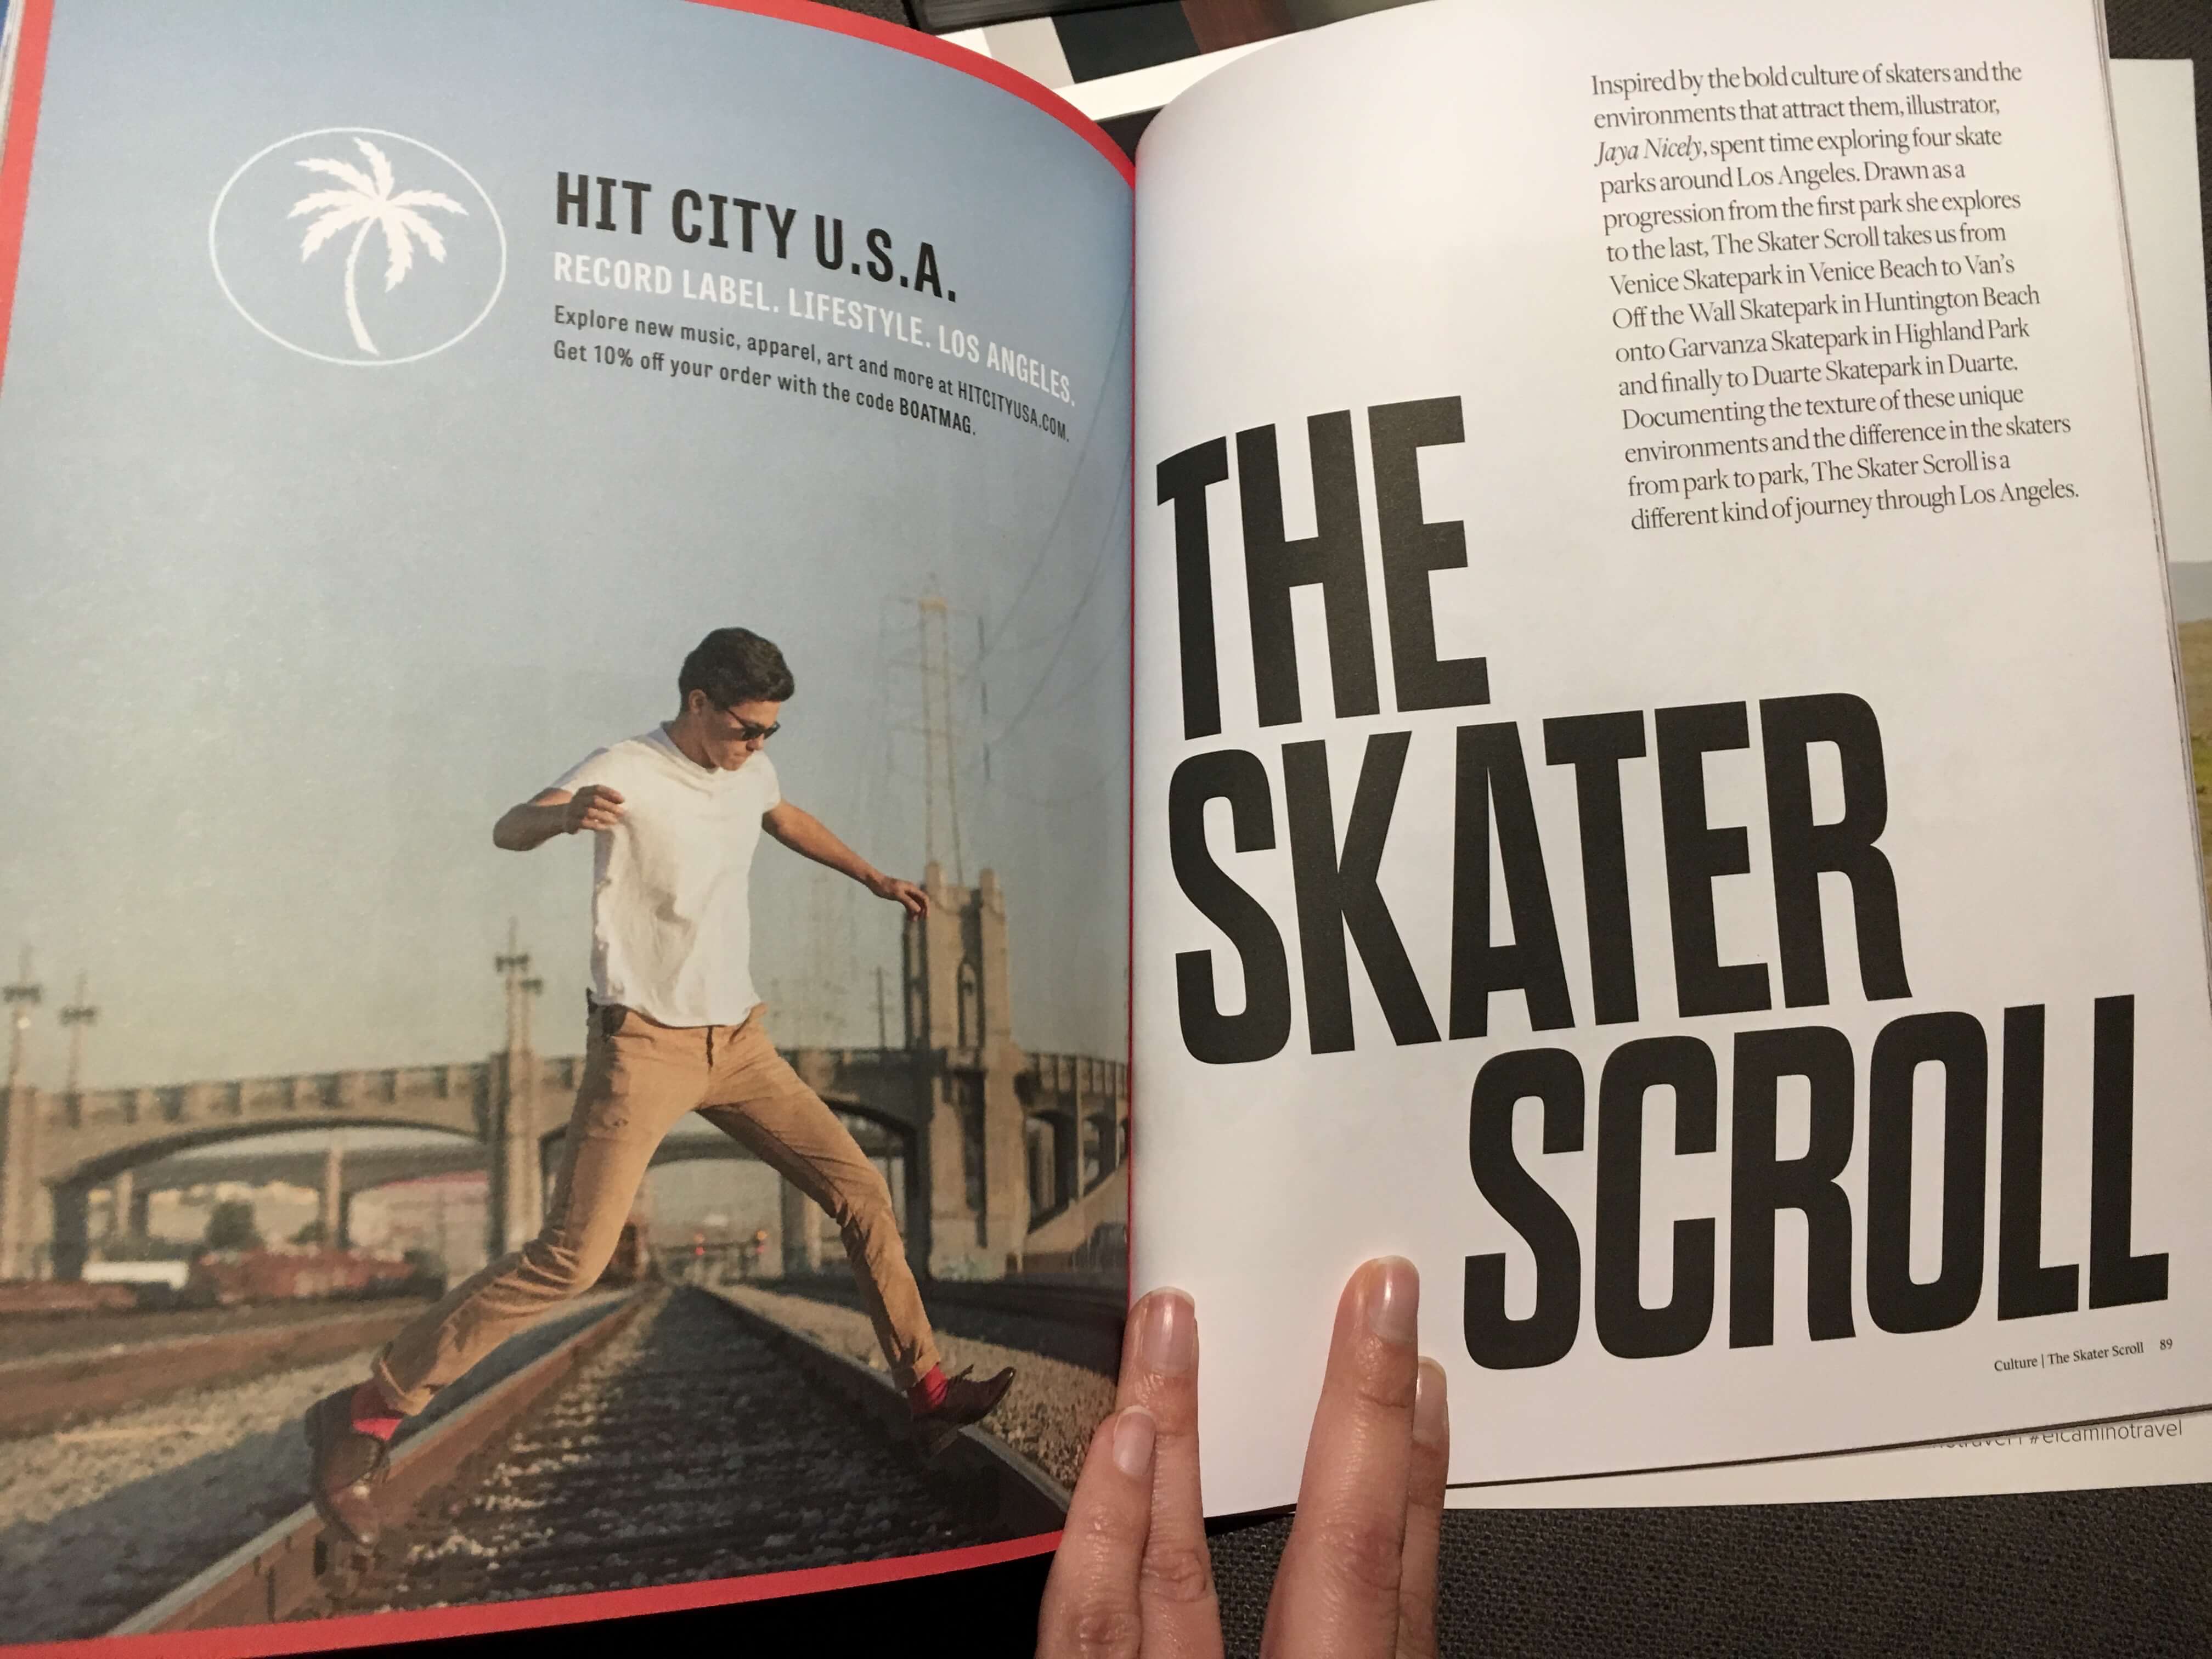 HIT CITY U.S.A.
RECORD LABEL. LIFESTYLE. LOS ANGELES.
Explore new music, apparel, art and more at HITCITYUSA.COM.
Get 10% off your order with the code BOATMAG.
Inspired by the bold culture of skaters and the
environments that attract them, illustrator,
Jaya Nicely, spent time exploring four skate
parks around Los Angeles. Drawn as a
progression from the first park she explores
to the last, The Skater Scroll takes us from
Venice Skatepark in Venice Beach to Van's
Off the Wall Skatepark in Huntington Beach
onto Garvanza Skatepark in Highland Park
and finally to Duarte Skatepark in Duarte.
Documenting the texture of these unique
environments and the difference in the skaters
from park to park, The Skater Scroll is a
different kind of journey through Los Angeles.
THE
SKATER
SCROLL
Culture | The Skater Scroll 89
#elcaminotravel